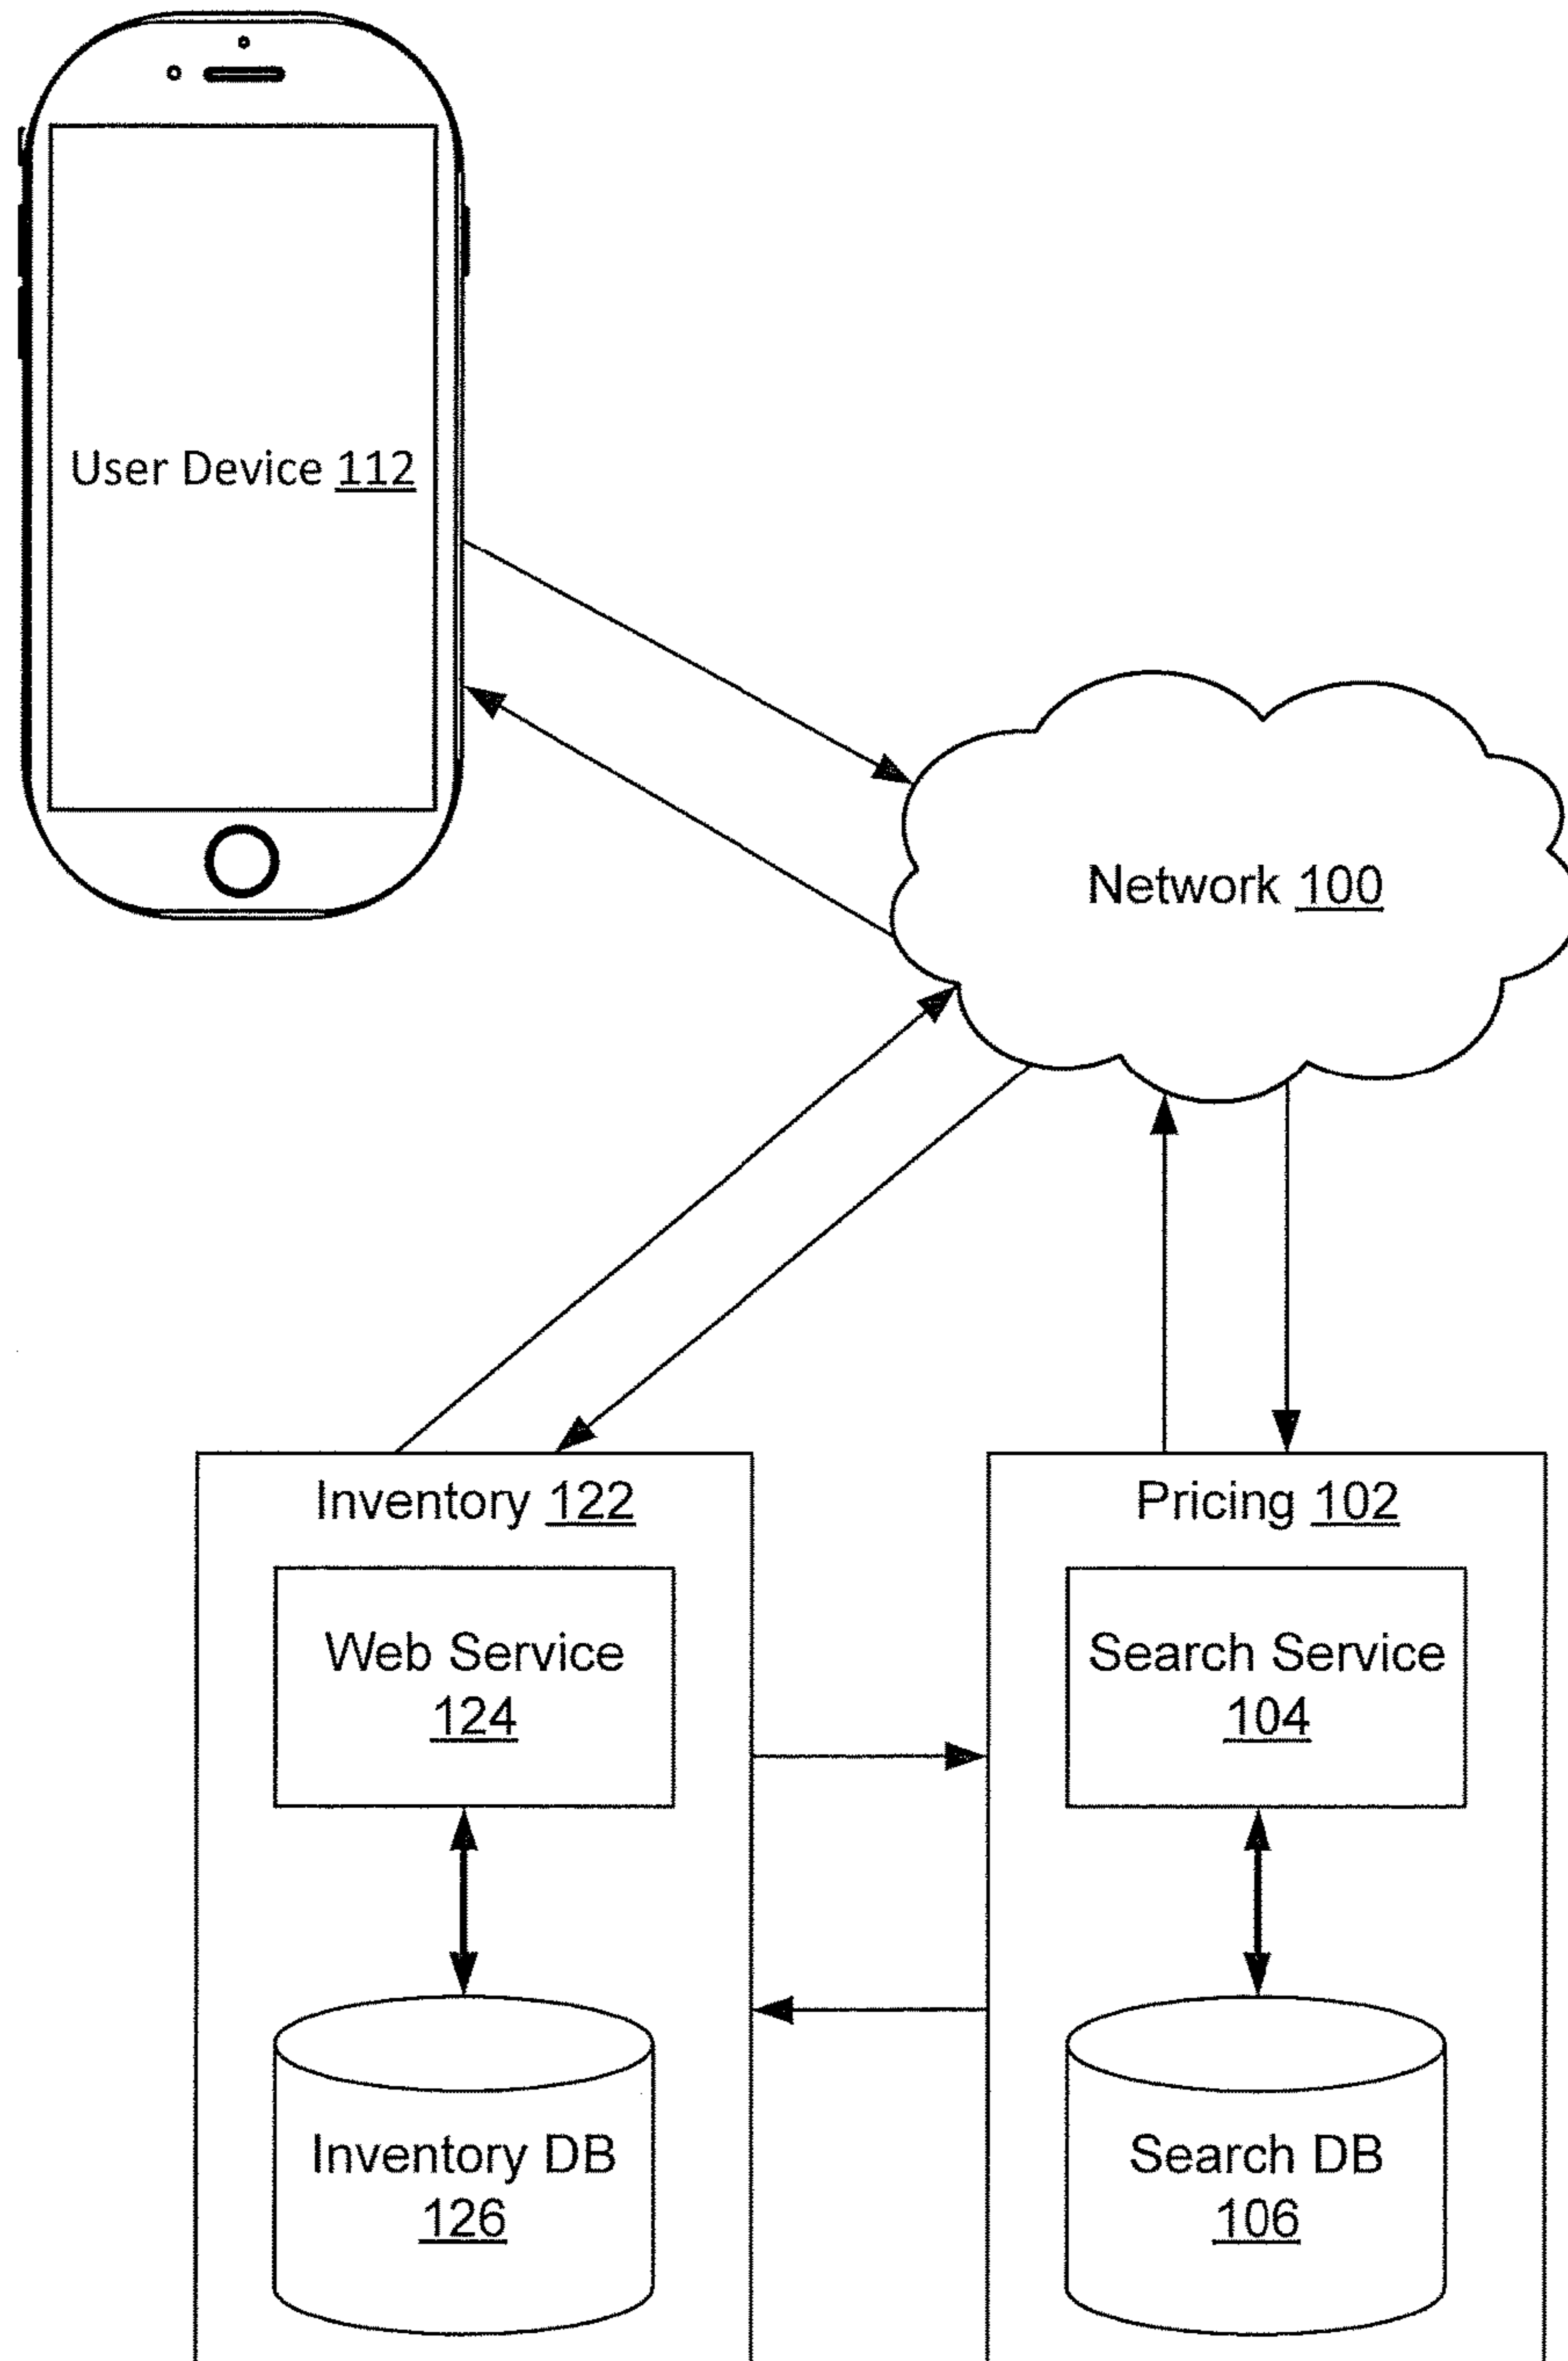 User Device 112
Network 100
Inventory 122
Web Service
124
Inventory DB
126
Pricing 102
Search Service
104
Search DB
106